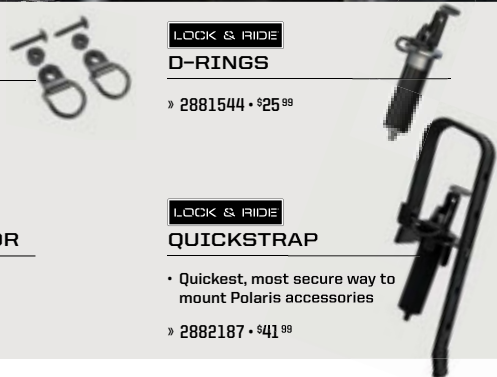 LOCK & RIDE
D-RINGS
» 2881544 • $25 99
LOCK & RIDE
OR
QUICKSTRAP
• Quickest, most secure way to
mount Polaris accessories
» 2882187 • $41 99